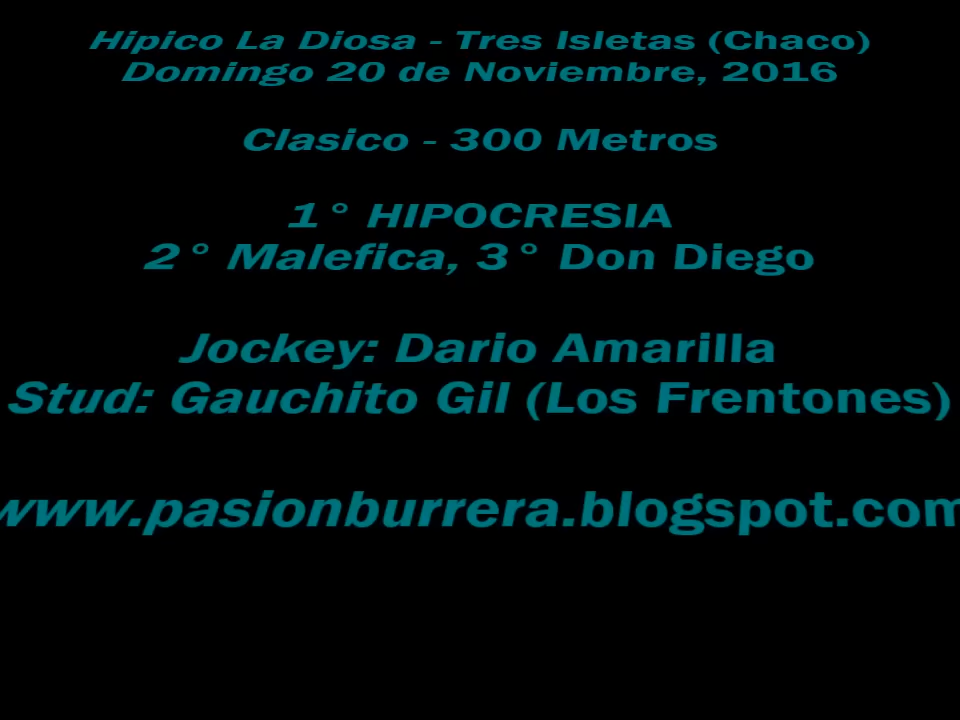 Hipico La Diosa - Tres Isletas (Chaco)
Domingo 20 de Noviembre, 2016
Clasico - 300 Metros
1° HIPOCRESIA
2° Malefica, 3° Don Diego
Jockey: Dario Amarilla
Stud: Gauchito Gil (Los Frentones)
www.pasionburrera.blogspot.com